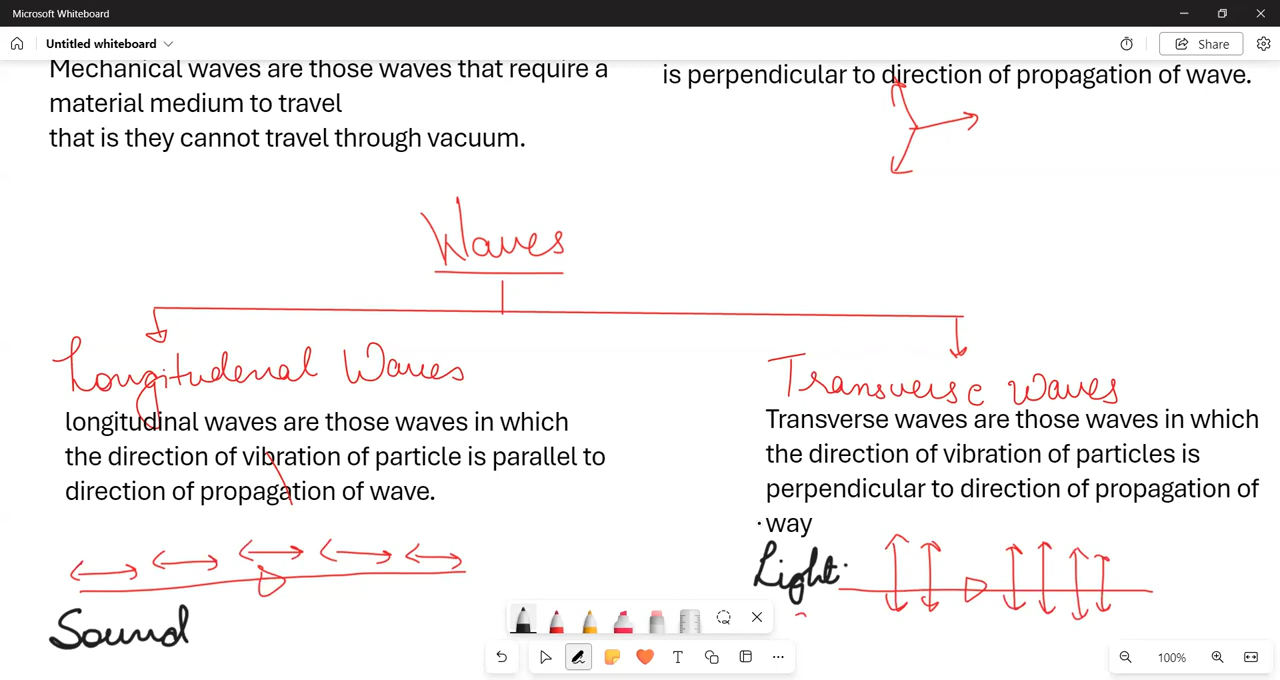 Microsoft Whiteboard
Untitled whiteboard
Share
Mechanical waves are those waves that require a
material medium to travel
that is they cannot travel through vacuum.
is perpendicular to direction of propagation of wave.
Waves
Longitudenal Waves
longitudinal waves are those waves in which
the direction of vibration of particle is parallel to
direction of propagation of wave.
Sound
Transverse waves
Transverse waves are those waves in which
the direction of vibration of particles is
perpendicular to direction of propagation of
way
Light
100%